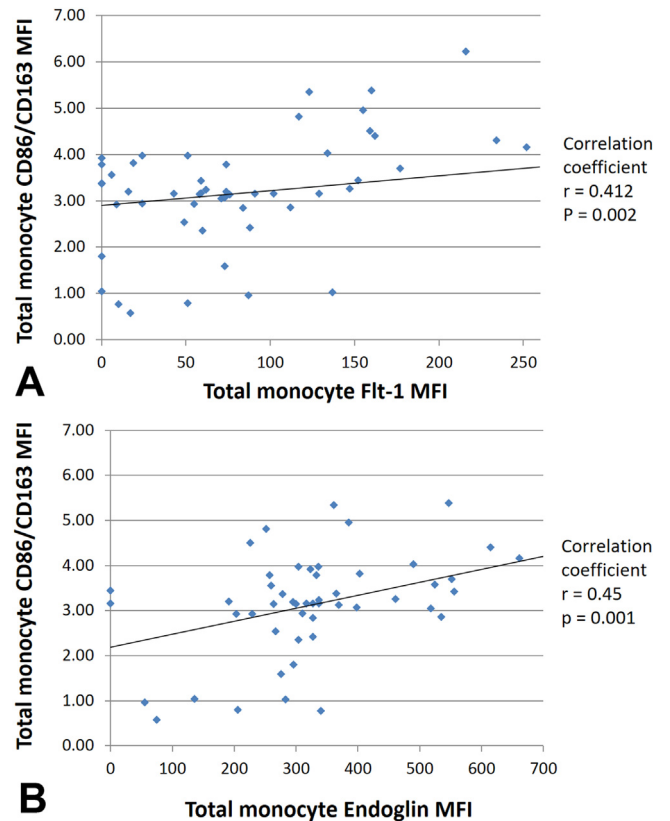 Total monocyte CD86/CD163 MFI
7.00
6.00
5.00
4.00
3.00
2.00
1.00
0.00
0
50
100
150
200
250
Total monocyte Flt-1 MFI
Correlation
coefficient
r = 0.412
P = 0.002
A
Total monocyte CD86/CD163 MFI
7.00
6.00
5.00
4.00
3.00
2.00
1.00
0.00
0
100
200
300
400
500
600
700
Total monocyte Endoglin MFI
Correlation
coefficient
r = 0.45
p = 0.001
B